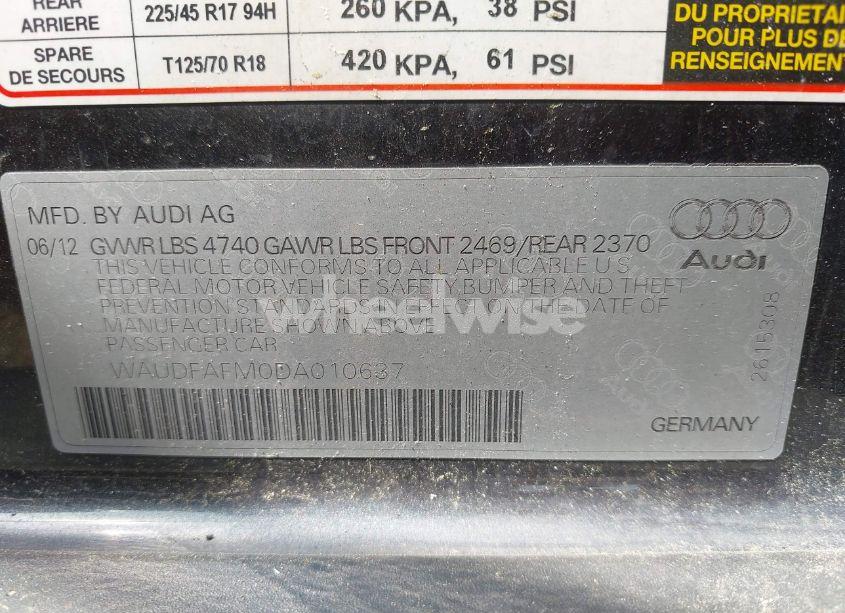 REAR
ARRIERE
225/45 R17 94H
260 KPA, 38 PSI
SPARE
DE SECOURS
T125/70 R18
420 KPA, 61 PSI
DU PROPRIETA
POUR PLUS DE
RENSEIGNEMENT
MFD. BY AUDI AG
06/12 GVWR LBS 4740 GAWR LBS FRONT 2469/REAR 2370
THIS VEHICLE CONFORMS TO ALL APPLICABLE U S
FEDERAL MOTOR VEHICLE SAFETY, BUMPER AND THEFT
PREVENTION STANDARDS IN EFFECT ON THE DATE OF
MANUFACTURE SHOWN ABOVE
PASSENGER CAR
WAUDFAFM0DA010637
Audi
2615308
GERMANY
wheelwise